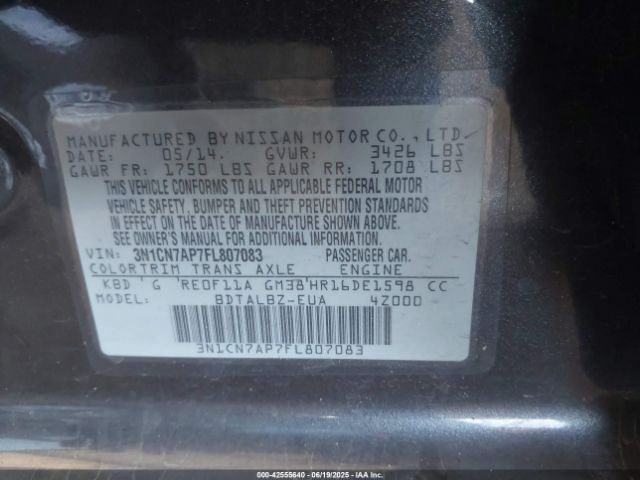 MANUFACTURED BY NISSAN MOTOR CO., LTD.
DATE: 05/14. GVWR: 3426 LBS
GAWR FR: 1750 LBS GAWR RR: 1708 LBS
THIS VEHICLE CONFORMS TO ALL APPLICABLE FEDERAL MOTOR
VEHICLE SAFETY, BUMPER AND THEFT PREVENTION STANDARDS
IN EFFECT ON THE DATE OF MANUFACTURE SHOWN ABOVE.
SEE OWNER'S MANUAL FOR ADDITIONAL INFORMATION.
VIN: 3N1CN7AP7FL807083 PASSENGER CAR.
COLOR TRIM TRANS AXLE ENGINE
KBD G RE0F11A GM38 HR16DE1598 CC
MODEL: BDTALBZ-EUA 4Z000
3N1CN7AP7FL807083
000-42555640 - 06/19/2025 - IAAI